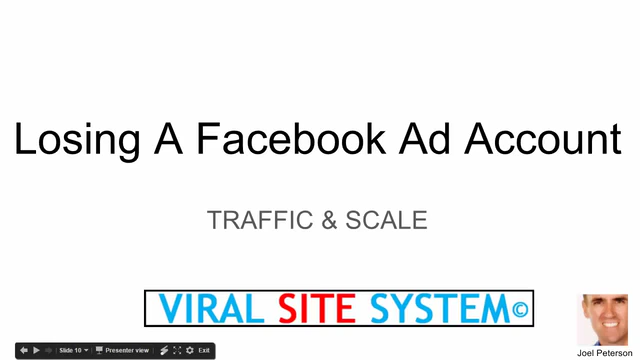 Losing A Facebook Ad Account
TRAFFIC & SCALE
VIRAL SITE SYSTEM©
Slide 10 Presenter view Exit
Joel Peterson